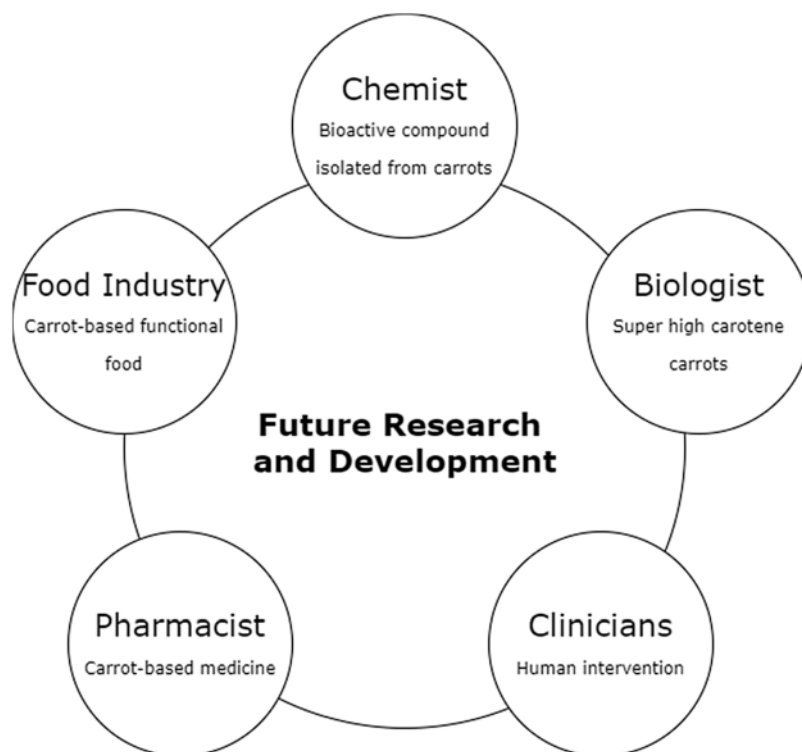 Chemist
Bioactive compound
isolated from carrots
Food Industry
Carrot-based functional
food
Biologist
Super high carotene
carrots
Future Research
and Development
Pharmacist
Carrot-based medicine
Clinicians
Human intervention